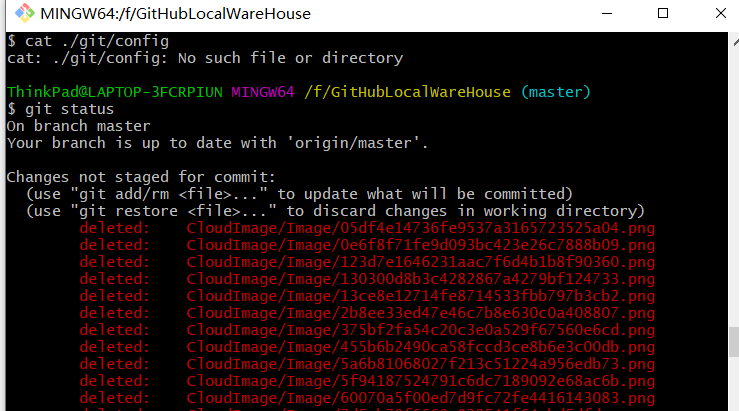 MINGW64:/f/GitHubLocalWareHouse
$ cat ./git/config
cat: ./git/config: No such file or directory
ThinkPad@LAPTOP-3FCRPIUN MINGW64 /f/GitHubLocalWareHouse (master)
$ git status
On branch master
Your branch is up to date with 'origin/master'.
Changes not staged for commit:
(use "git add/rm <file>..." to update what will be committed)
(use "git restore <file>..." to discard changes in working directory)
deleted: CloudImage/Image/05df4e14736fe9537a3165723525a04.png
deleted: CloudImage/Image/0e6f8f71fe9d093bc423e26c7888b09.png
deleted: CloudImage/Image/123d7e1646231aac7f6d4b1b8f90360.png
deleted: CloudImage/Image/130300d8b3c4282867a4279bf124733.png
deleted: CloudImage/Image/13ce8e12714fe8714533fbb797b3cb2.png
deleted: CloudImage/Image/2b8ee33ed47e46c7b8e630c0a408807.png
deleted: CloudImage/Image/375bf2fa54c20c3e0a529f67560e6cd.png
deleted: CloudImage/Image/455b6b2490ca58fccd3ce8b6e3c00db.png
deleted: CloudImage/Image/5a6b81068027f213c51224a956edb73.png
deleted: CloudImage/Image/5f94187524791c6dc7189092e68ac6b.png
deleted: CloudImage/Image/60070a5f00ed7d9fc72fe4416143083.png